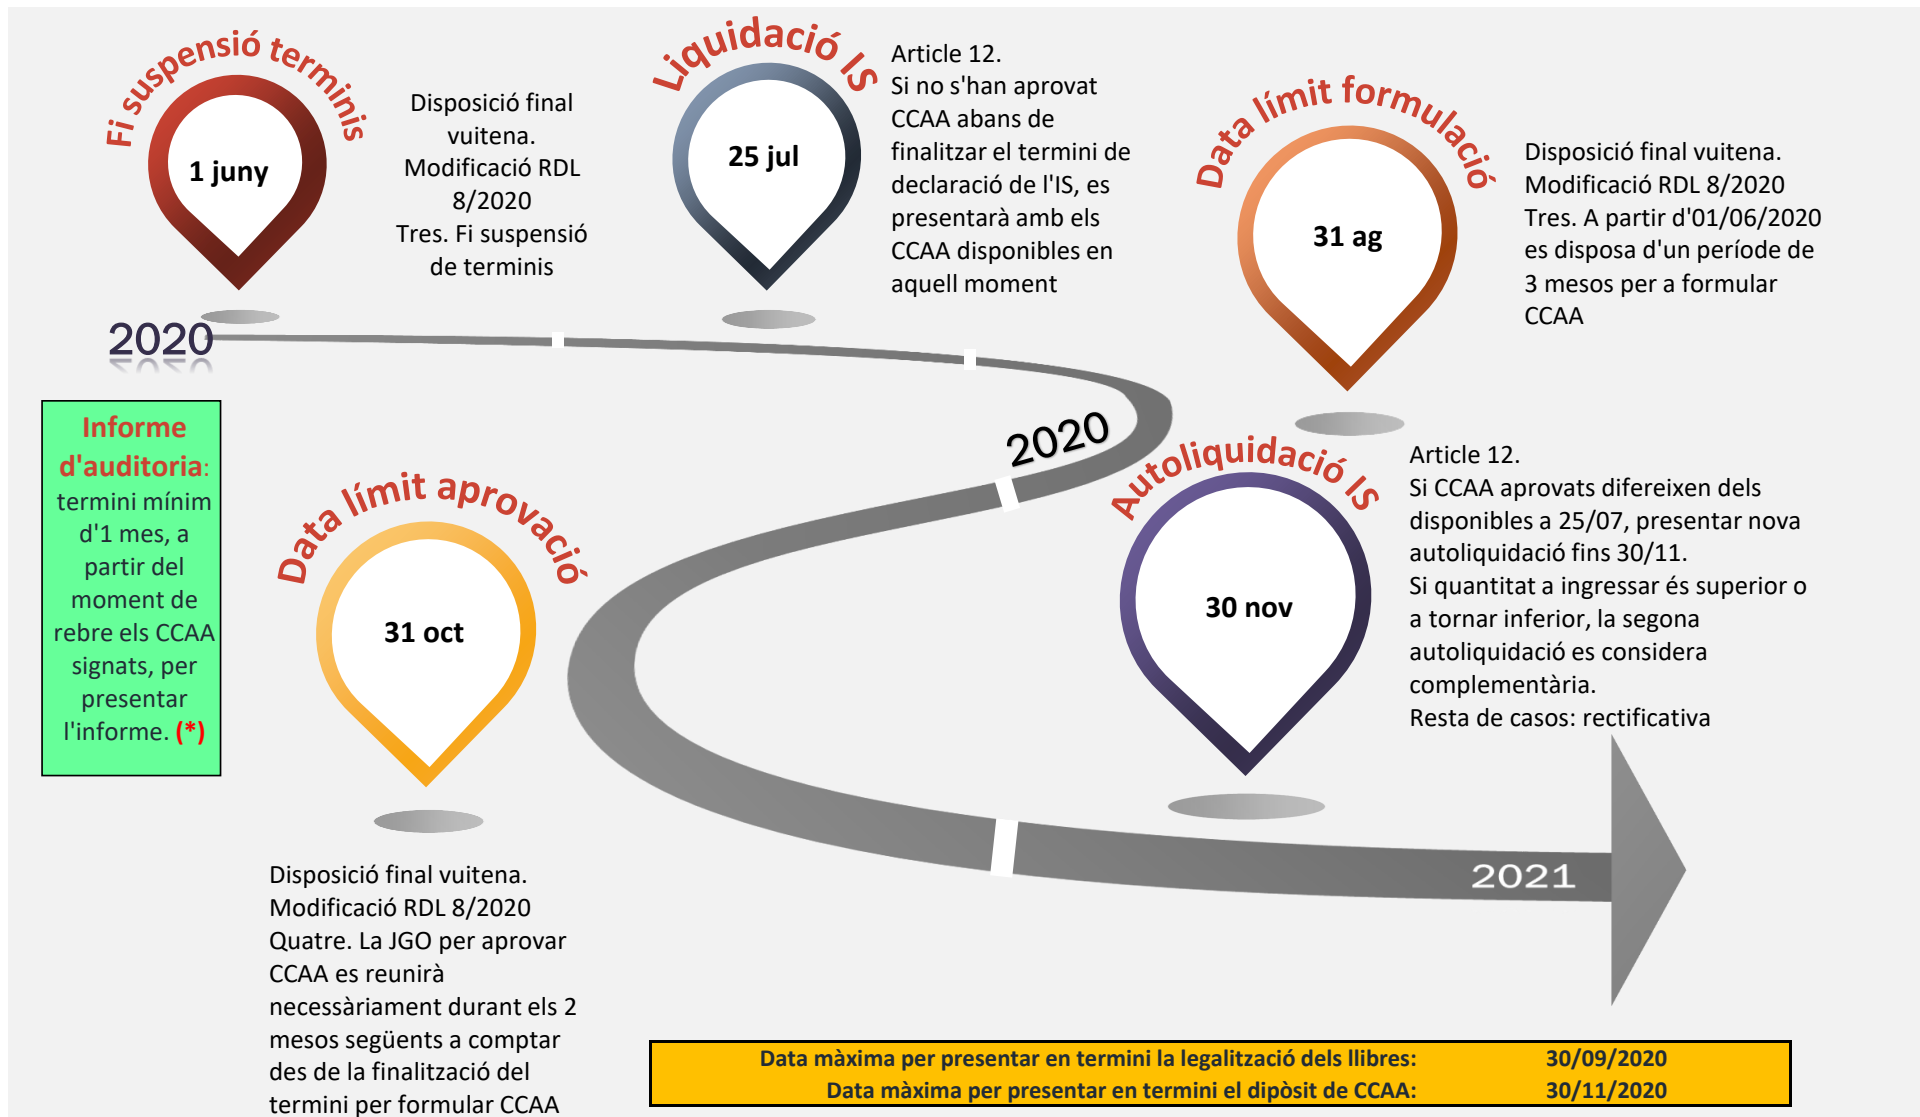 Fi suspensió terminis
1 juny
Disposició final
vuitena.
Modificació RDL
8/2020
Tres. Fi suspensió
de terminis
Liquidació IS
25 jul
Article 12.
Si no s'han aprovat
CCAA abans de
finalitzar el termini de
declaració de l'IS, es
presentarà amb els
CCAA disponibles en
aquell moment
Data límit formulació
31 ag
Disposició final vuitena.
Modificació RDL 8/2020
Tres. A partir d'01/06/2020
es disposa d'un període de
3 mesos per a formular
CCAA
2020
2020
Informe
d'auditoria:
termini mínim
d'1 mes, a
partir del
moment de
rebre els CCAA
signats, per
presentar
l'informe. (*)
Data límit aprovació
31 oct
Disposició final vuitena.
Modificació RDL 8/2020
Quatre. La JGO per aprovar
CCAA es reunirà
necessàriament durant els 2
mesos següents a comptar
des de la finalització del
termini per formular CCAA
Autoliquidació IS
30 nov
Article 12.
Si CCAA aprovats difereixen dels
disponibles a 25/07, presentar nova
autoliquidació fins 30/11.
Si quantitat a ingressar és superior o
a tornar inferior, la segona
autoliquidació es considera
complementària.
Resta de casos: rectificativa
2021
Data màxima per presentar en termini la legalització dels llibres: 30/09/2020
Data màxima per presentar en termini el dipòsit de CCAA: 30/11/2020